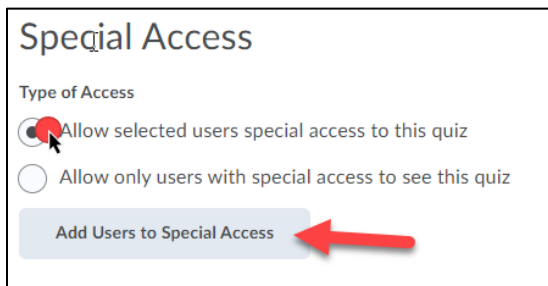 Special Access
Type of Access
Allow selected users special access to this quiz
Allow only users with special access to see this quiz
Add Users to Special Access